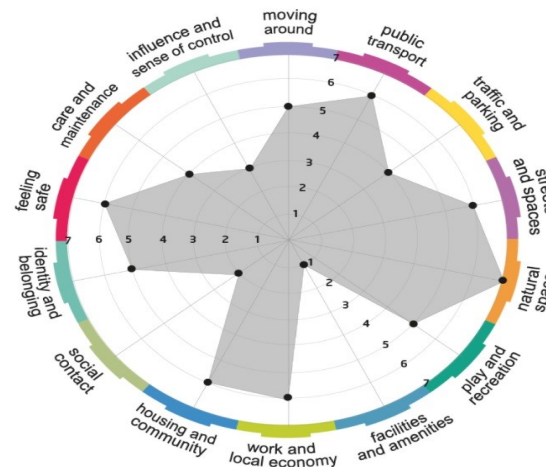 moving
around
public
transport
traffic and
parking
and spaces
natural
play and
recreation
facilities
and amenities
work and
local economy
housing and
community
social
contact
identity and
belonging
feeling
safe
care and
maintenance
influence and
sense of control
7
6
5
4
3
2
1
7 6 5 4 3 2 1
1
2
3
4
5
6
7